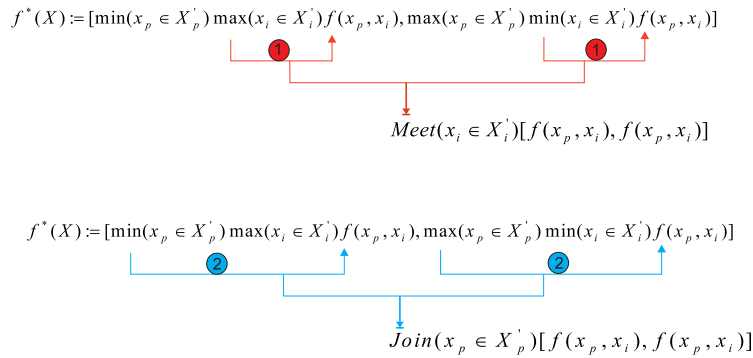 f*(X) := [min(x_p ∈ X'_p) max(x_i ∈ X'_i) f(x_p, x_i), max(x_p ∈ X'_p) min(x_i ∈ X'_i) f(x_p, x_i)]
1 1
Meet(x_i ∈ X'_i)[f(x_p, x_i), f(x_p, x_i)]
f*(X) := [min(x_p ∈ X'_p) max(x_i ∈ X'_i) f(x_p, x_i), max(x_p ∈ X'_p) min(x_i ∈ X'_i) f(x_p, x_i)]
2 2
Join(x_p ∈ X'_p)[f(x_p, x_i), f(x_p, x_i)]